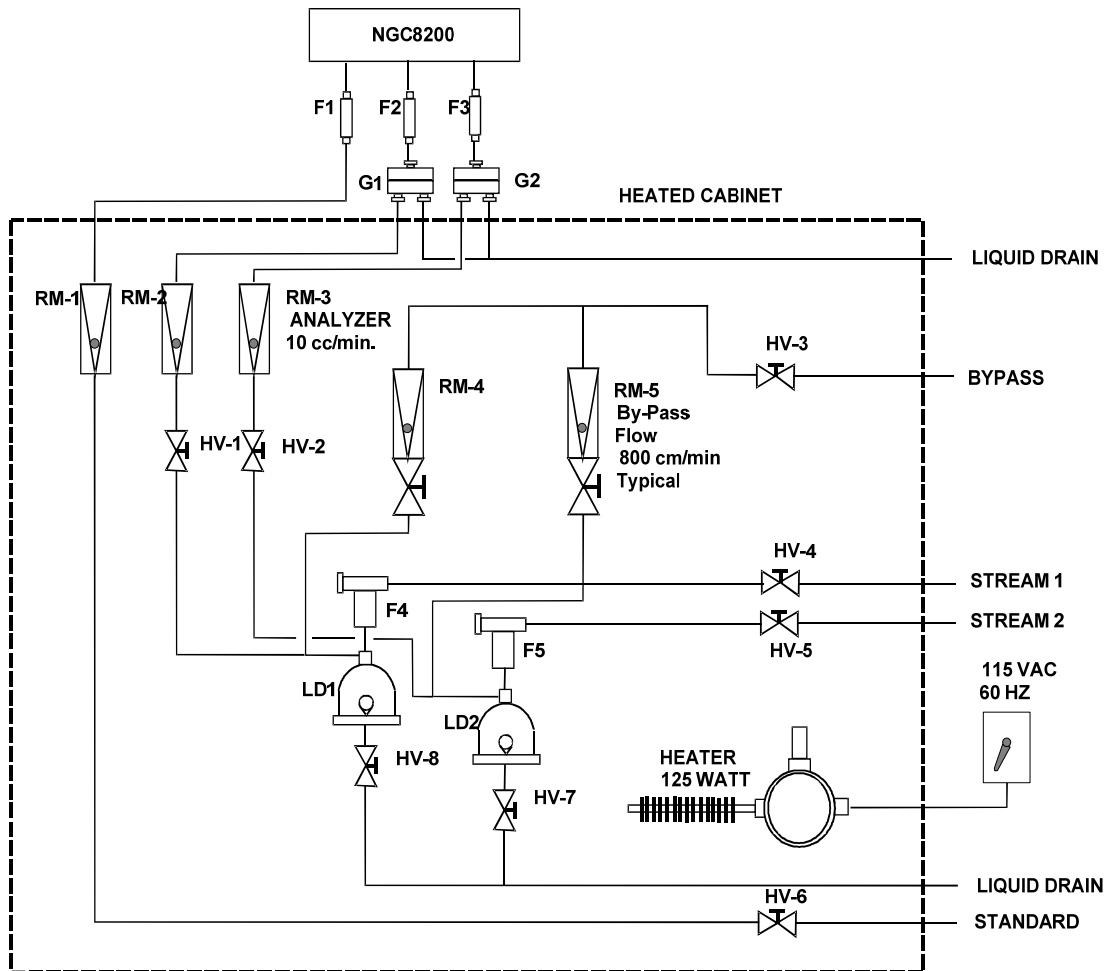 NGC8200
F1
F2
F3
G1
G2
HEATED CABINET
LIQUID DRAIN
RM-1
RM-2
RM-3
ANALYZER
10 cc/min.
HV-3
BYPASS
RM-4
RM-5
By-Pass
Flow
800 cm/min
Typical
HV-1
HV-2
HV-4
STREAM 1
F4
STREAM 2
F5
HV-5
LD1
LD2
115 VAC
60 HZ
HV-8
HEATER
125 WATT
HV-7
LIQUID DRAIN
HV-6
STANDARD